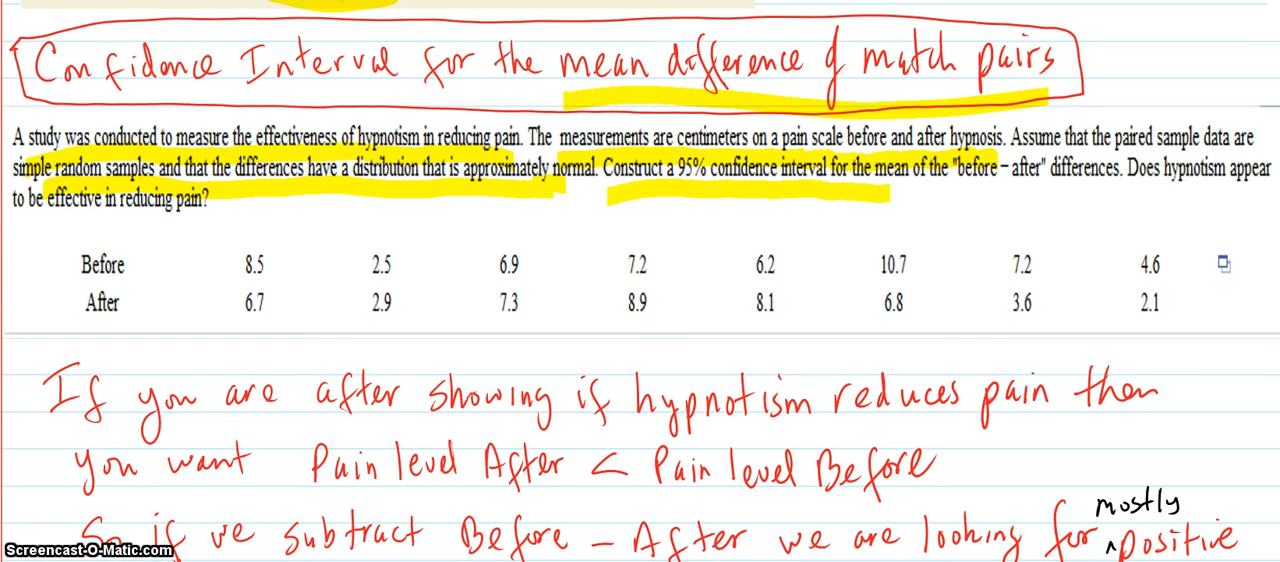 Confidence Interval for the mean difference of match pairs
A study was conducted to measure the effectiveness of hypnotism in reducing pain. The measurements are centimeters on a pain scale before and after hypnosis. Assume that the paired sample data are
simple random samples and that the differences have a distribution that is approximately normal. Construct a 95% confidence interval for the mean of the "before – after" differences. Does hypnotism appear
to be effective in reducing pain?
Before 8.5 2.5 6.9 7.2 6.2 10.7 7.2 4.6
After 6.7 2.9 7.3 8.9 8.1 6.8 3.6 2.1
If you are after showing if hypnotism reduces pain then
you want Pain level After < Pain level Before
mostly
So if we subtract Before – After we are looking for ^positive
Screencast-O-Matic.com